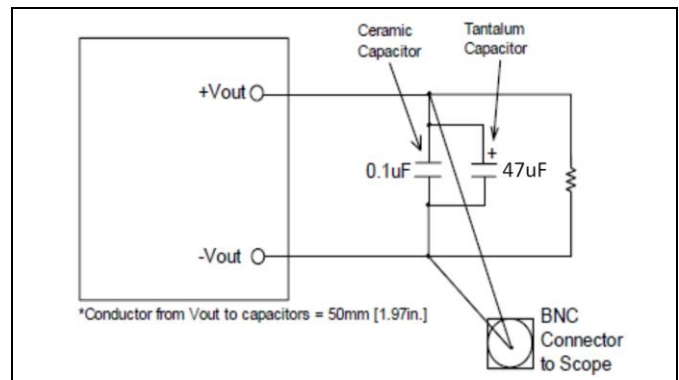 Ceramic
Capacitor
Tantalum
Capacitor
+Vout
0.1uF
+
47uF
-Vout
*Conductor from Vout to capacitors = 50mm [1.97in.]
BNC
Connector
to Scope